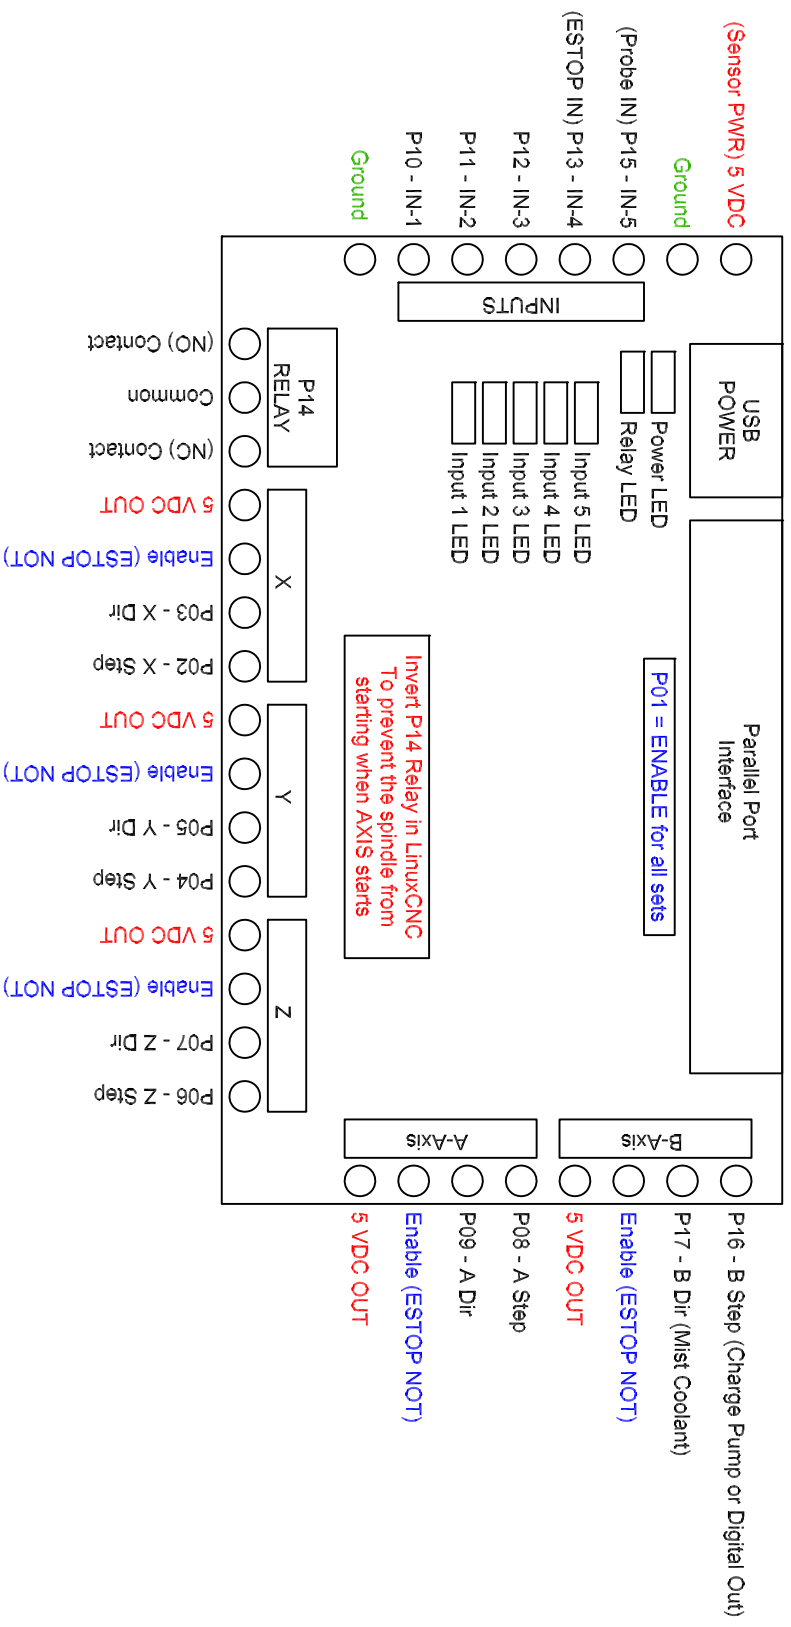 (Sensor PWR) 5 VDC
Ground
(Probe IN) P15 - IN-5
(ESTOP IN) P13 - IN-4
P12 - IN-3
P11 - IN-2
P10 - IN-1
Ground
INPUTS
USB
POWER
Power LED
Relay LED
Input 5 LED
Input 4 LED
Input 3 LED
Input 2 LED
Input 1 LED
P14
RELAY
(NO) Contact
Common
(NC) Contact
X
5 VDC OUT
Enable (ESTOP NOT)
P03 - X Dir
P02 - X Step
Y
5 VDC OUT
Enable (ESTOP NOT)
P05 - Y Dir
P04 - Y Step
Z
5 VDC OUT
Enable (ESTOP NOT)
P07 - Z Dir
P06 - Z Step
Parallel Port
Interface
P01 = ENABLE for all sets
Invert P14 Relay in LinuxCNC
To prevent the spindle from
starting when AXIS starts
B-Axis
A-Axis
P16 - B Step (Charge Pump or Digital Out)
P17 - B Dir (Mist Coolant)
Enable (ESTOP NOT)
5 VDC OUT
P08 - A Step
P09 - A Dir
Enable (ESTOP NOT)
5 VDC OUT